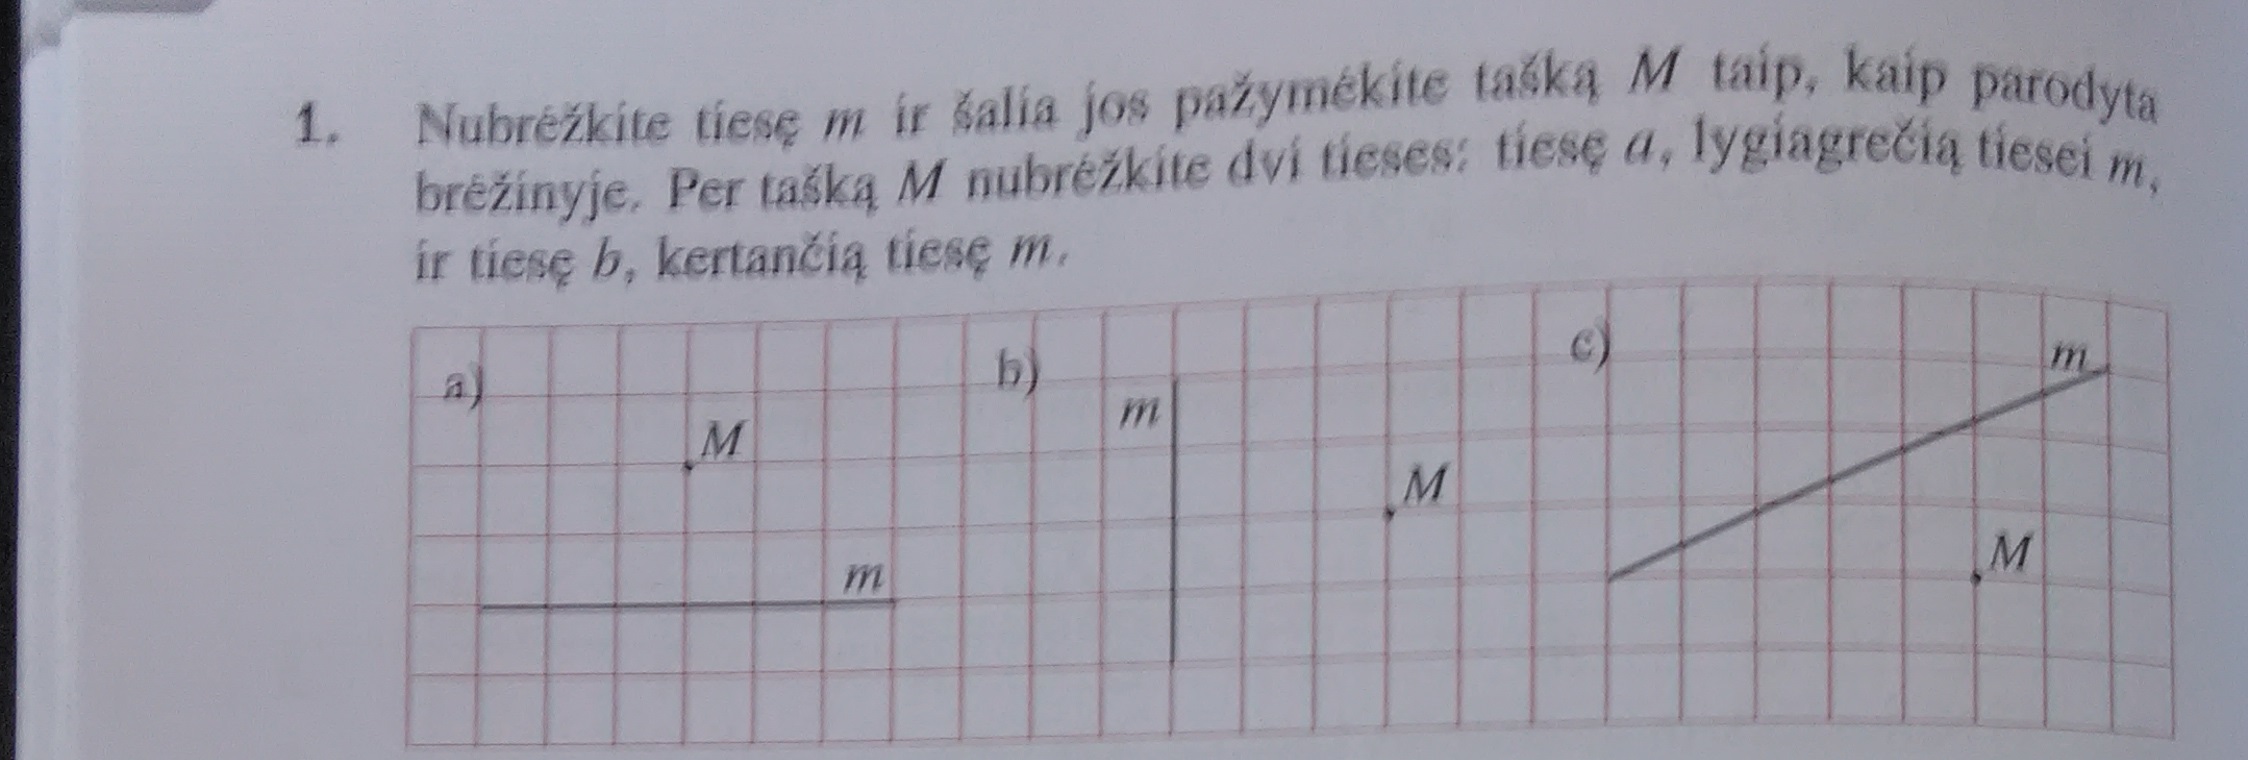 1. Nubrėžkite tiesę m ir šalia jos pažymėkite tašką M taip, kaip parodyta
brėžinyje. Per tašką M nubrėžkite dvi tieses: tiesę a, lygiagrečią tiesei m,
ir tiesę b, kertančią tiesę m.
a) M m
b) m M
c) m M